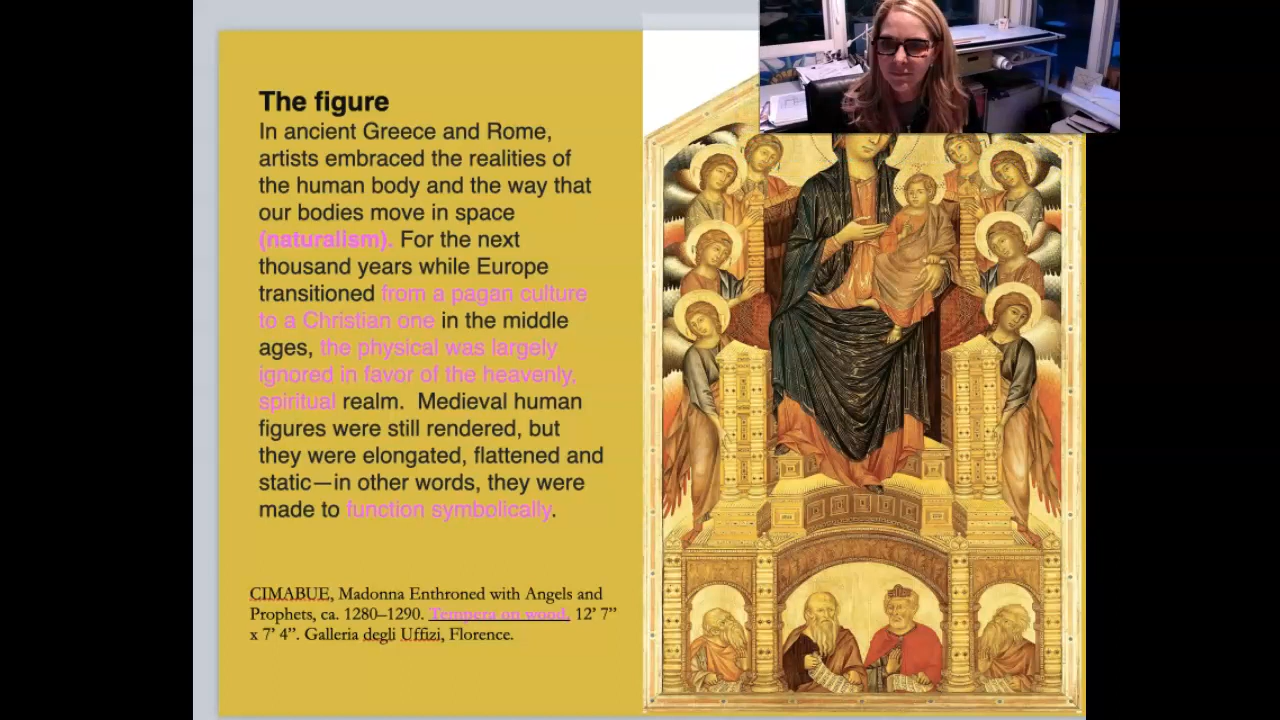 The figure
In ancient Greece and Rome,
artists embraced the realities of
the human body and the way that
our bodies move in space
(naturalism). For the next
thousand years while Europe
transitioned from a pagan culture
to a Christian one in the middle
ages, the physical was largely
ignored in favor of the heavenly,
spiritual realm.  Medieval human
figures were still rendered, but
they were elongated, flattened and
static—in other words, they were
made to function symbolically.
CIMABUE, Madonna Enthroned with Angels and
Prophets, ca. 1280–1290. Tempera on wood, 12’ 7”
x 7’ 4”. Galleria degli Uffizi, Florence.